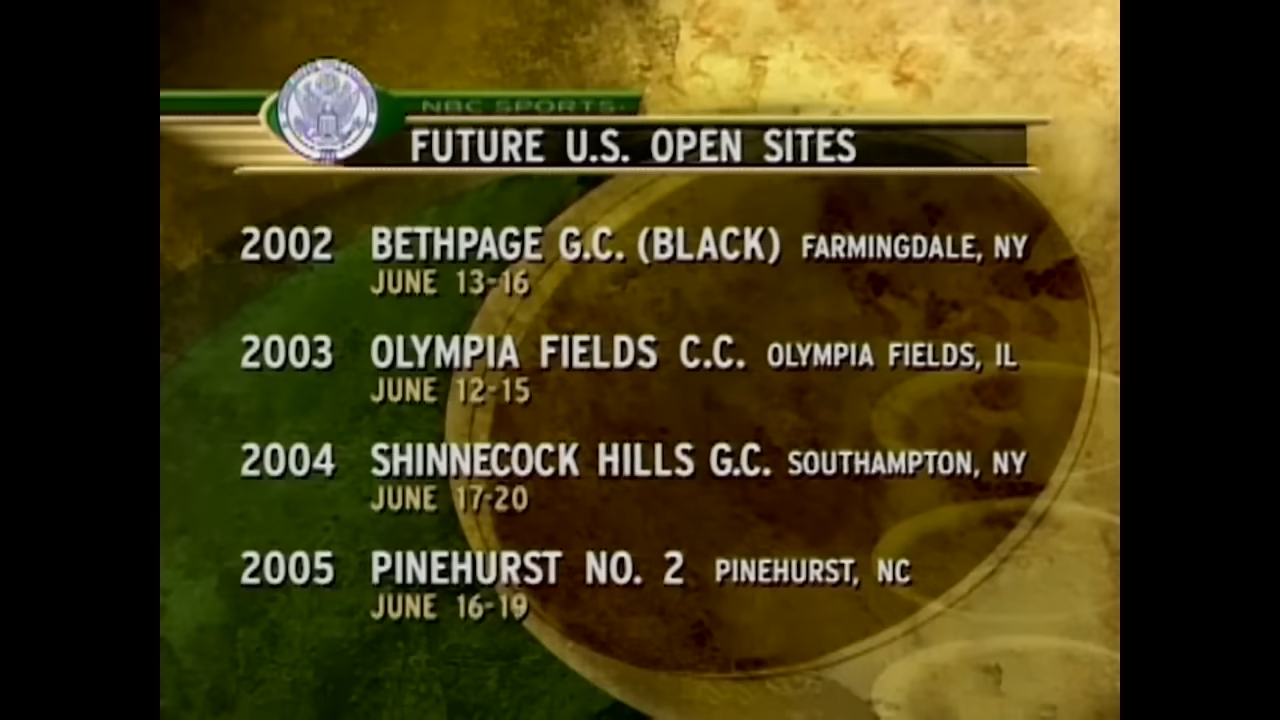 NBC SPORTS
FUTURE U.S. OPEN SITES
2002 BETHPAGE G.C. (BLACK) FARMINGDALE, NY
JUNE 13-16
2003 OLYMPIA FIELDS C.C. OLYMPIA FIELDS, IL
JUNE 12-15
2004 SHINNECOCK HILLS G.C. SOUTHAMPTON, NY
JUNE 17-20
2005 PINEHURST NO. 2 PINEHURST, NC
JUNE 16-19